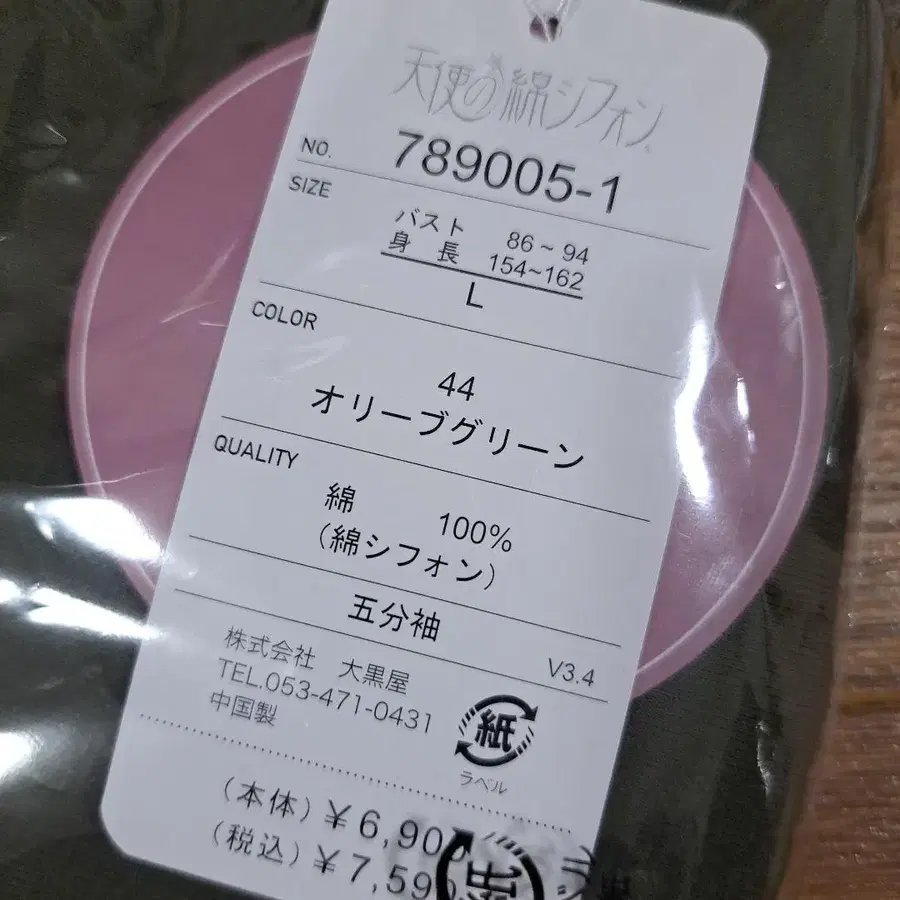 天使の綿シフォン
NO. 789005-1
SIZE
バスト 86~94
身長 154~162
L
COLOR
44
オリーブグリーン
QUALITY
綿 100%
(綿シフォン)
五分袖
V3.4
株式会社 大黒屋
TEL.053-471-0431
中国製
紙
ラベル
(本体)¥6,900
(税込)¥7,590